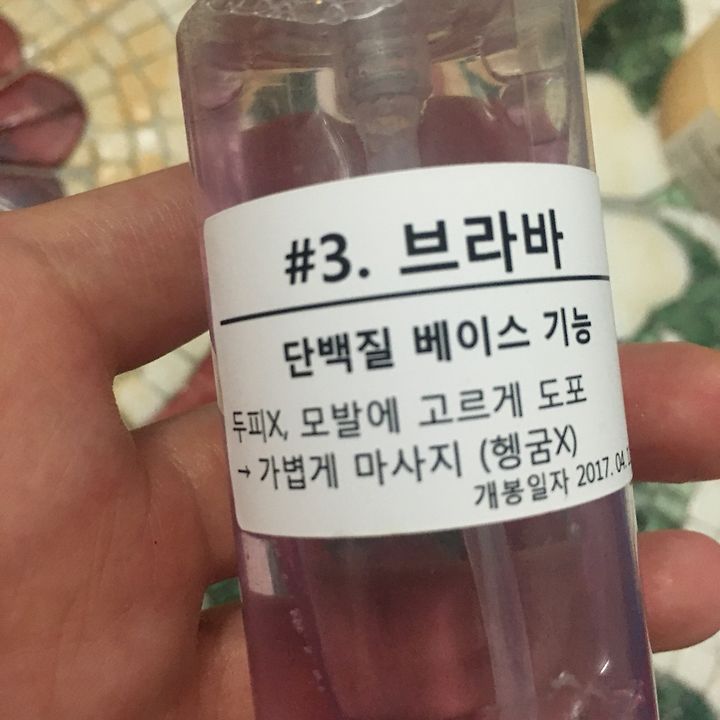 #3. 브라바
단백질 베이스 기능
두피X, 모발에 고르게 도포
→ 가볍게 마사지 (헹굼X)
개봉일자 2017.04.